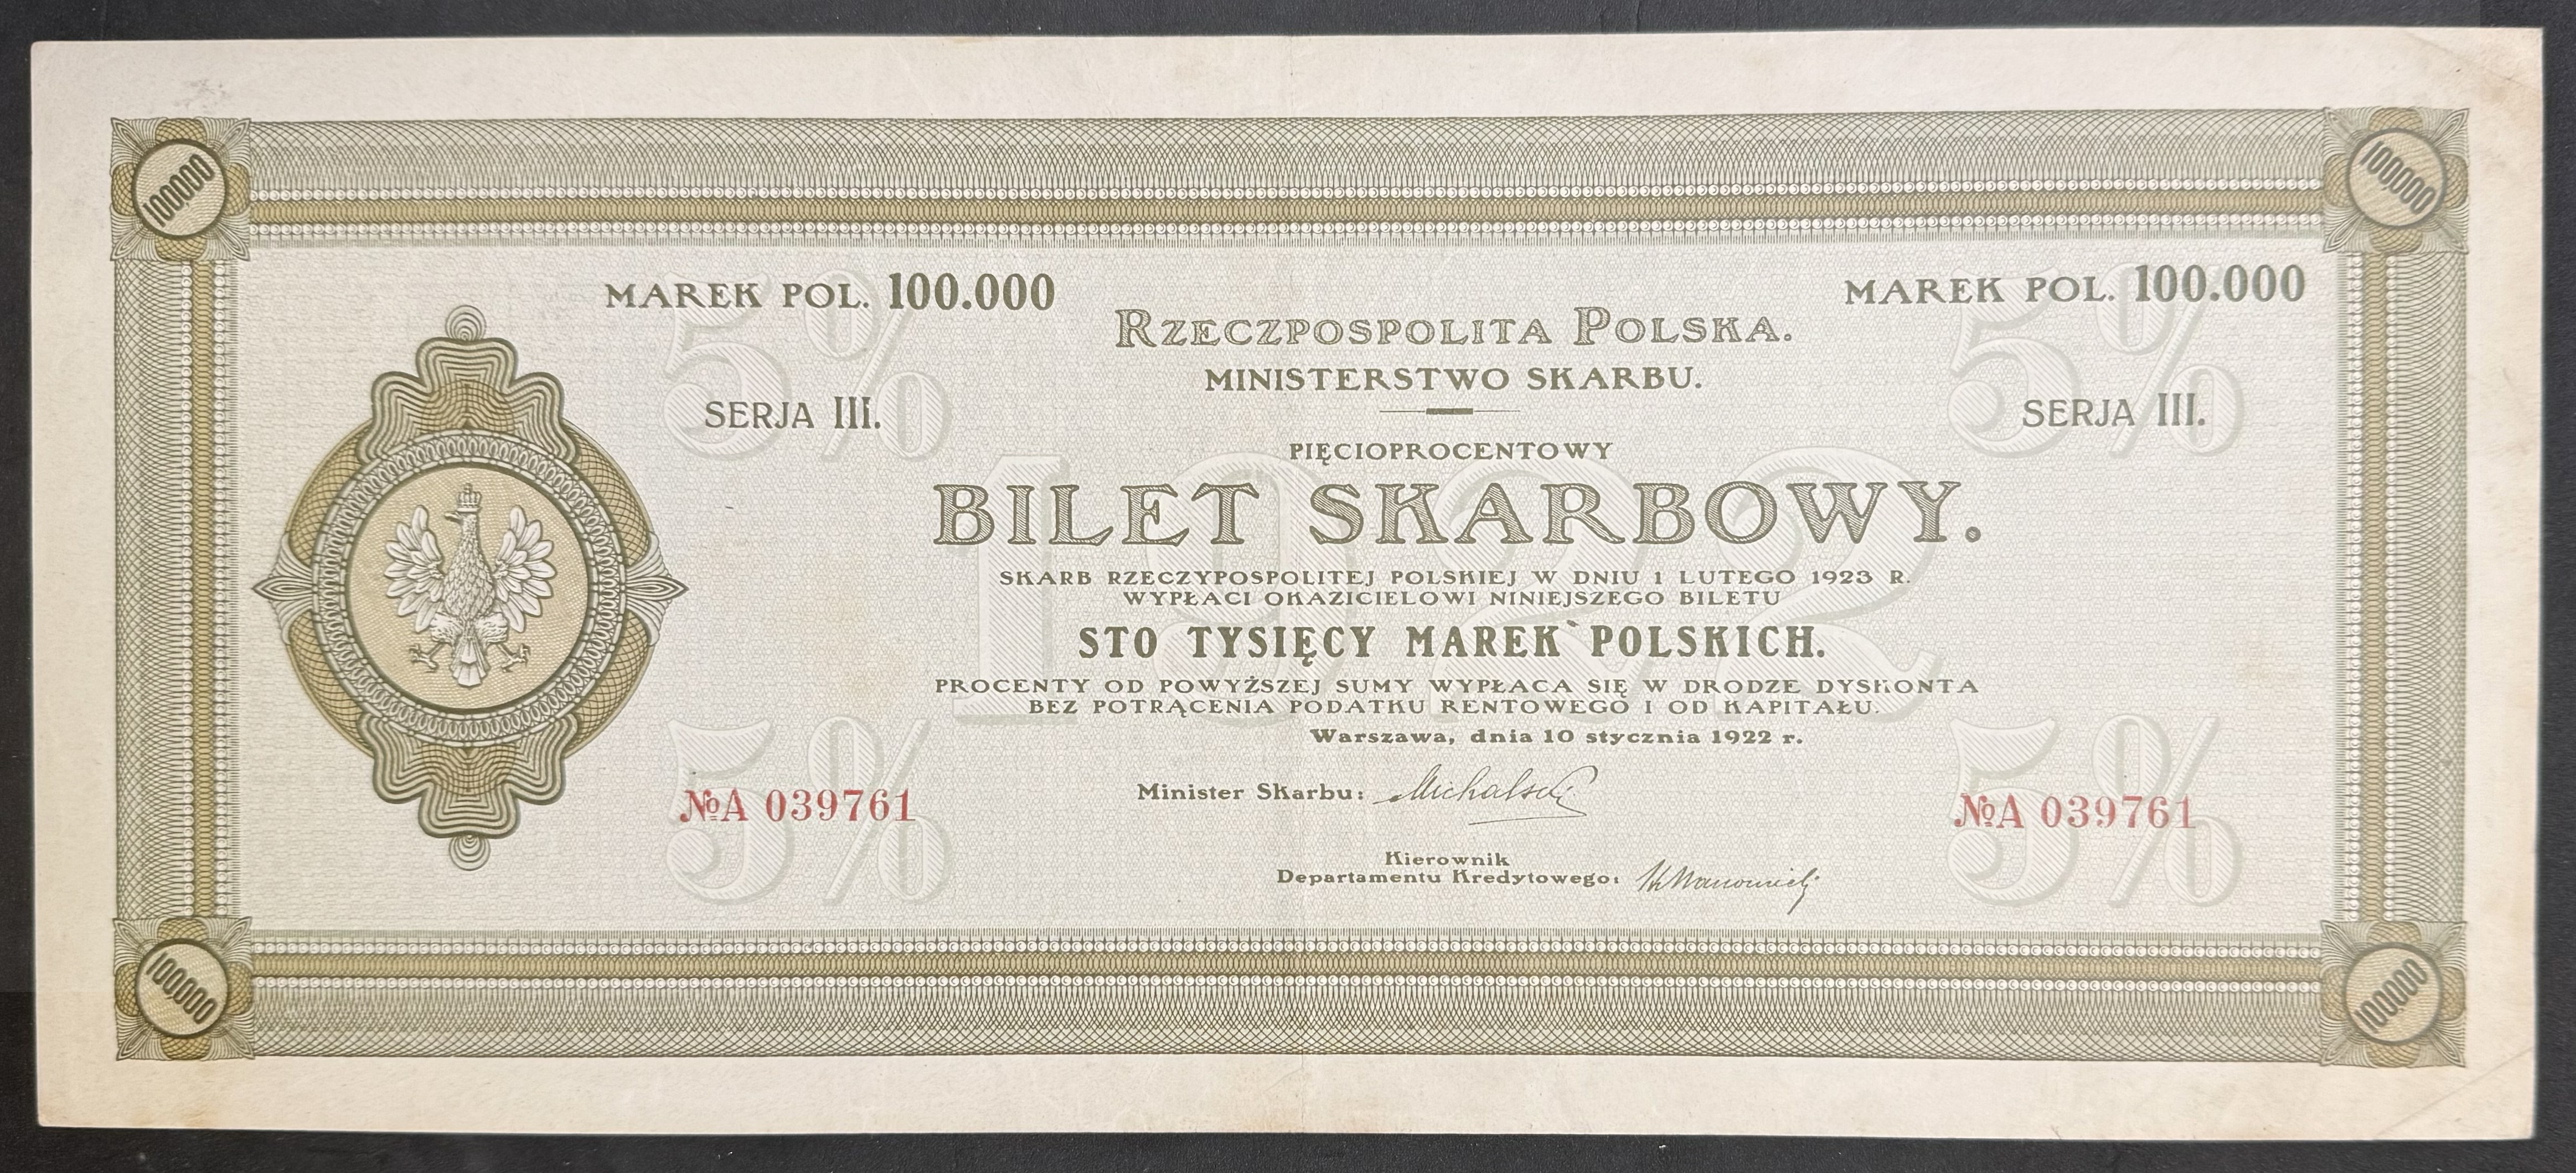 100000
100000
MAREK POL. 100.000
MAREK POL. 100.000
5%
5%
RZECZPOSPOLITA POLSKA.
MINISTERSTWO SKARBU.
SERJA III.
SERJA III.
PIĘCIOPROCENTOWY
1922
BILET SKARBOWY.
SKARB RZECZYPOSPOLITEJ POLSKIEJ W DNIU 1 LUTEGO 1923 R.
WYPŁACI OKAZICIELOWI NINIEJSZEGO BILETU
STO TYSIĘCY MAREK POLSKICH.
PROCENTY OD POWYŻSZEJ SUMY WYPŁACA SIĘ W DRODZE DYSKONTA
BEZ POTRĄCENIA PODATKU RENTOWEGO I OD KAPITAŁU.
Warszawa, dnia 10 stycznia 1922 r.
5%
5%
Minister Skarbu: Michalski
№A 039761
№A 039761
Kierownik
Departamentu Kredytowego:
100000
100000